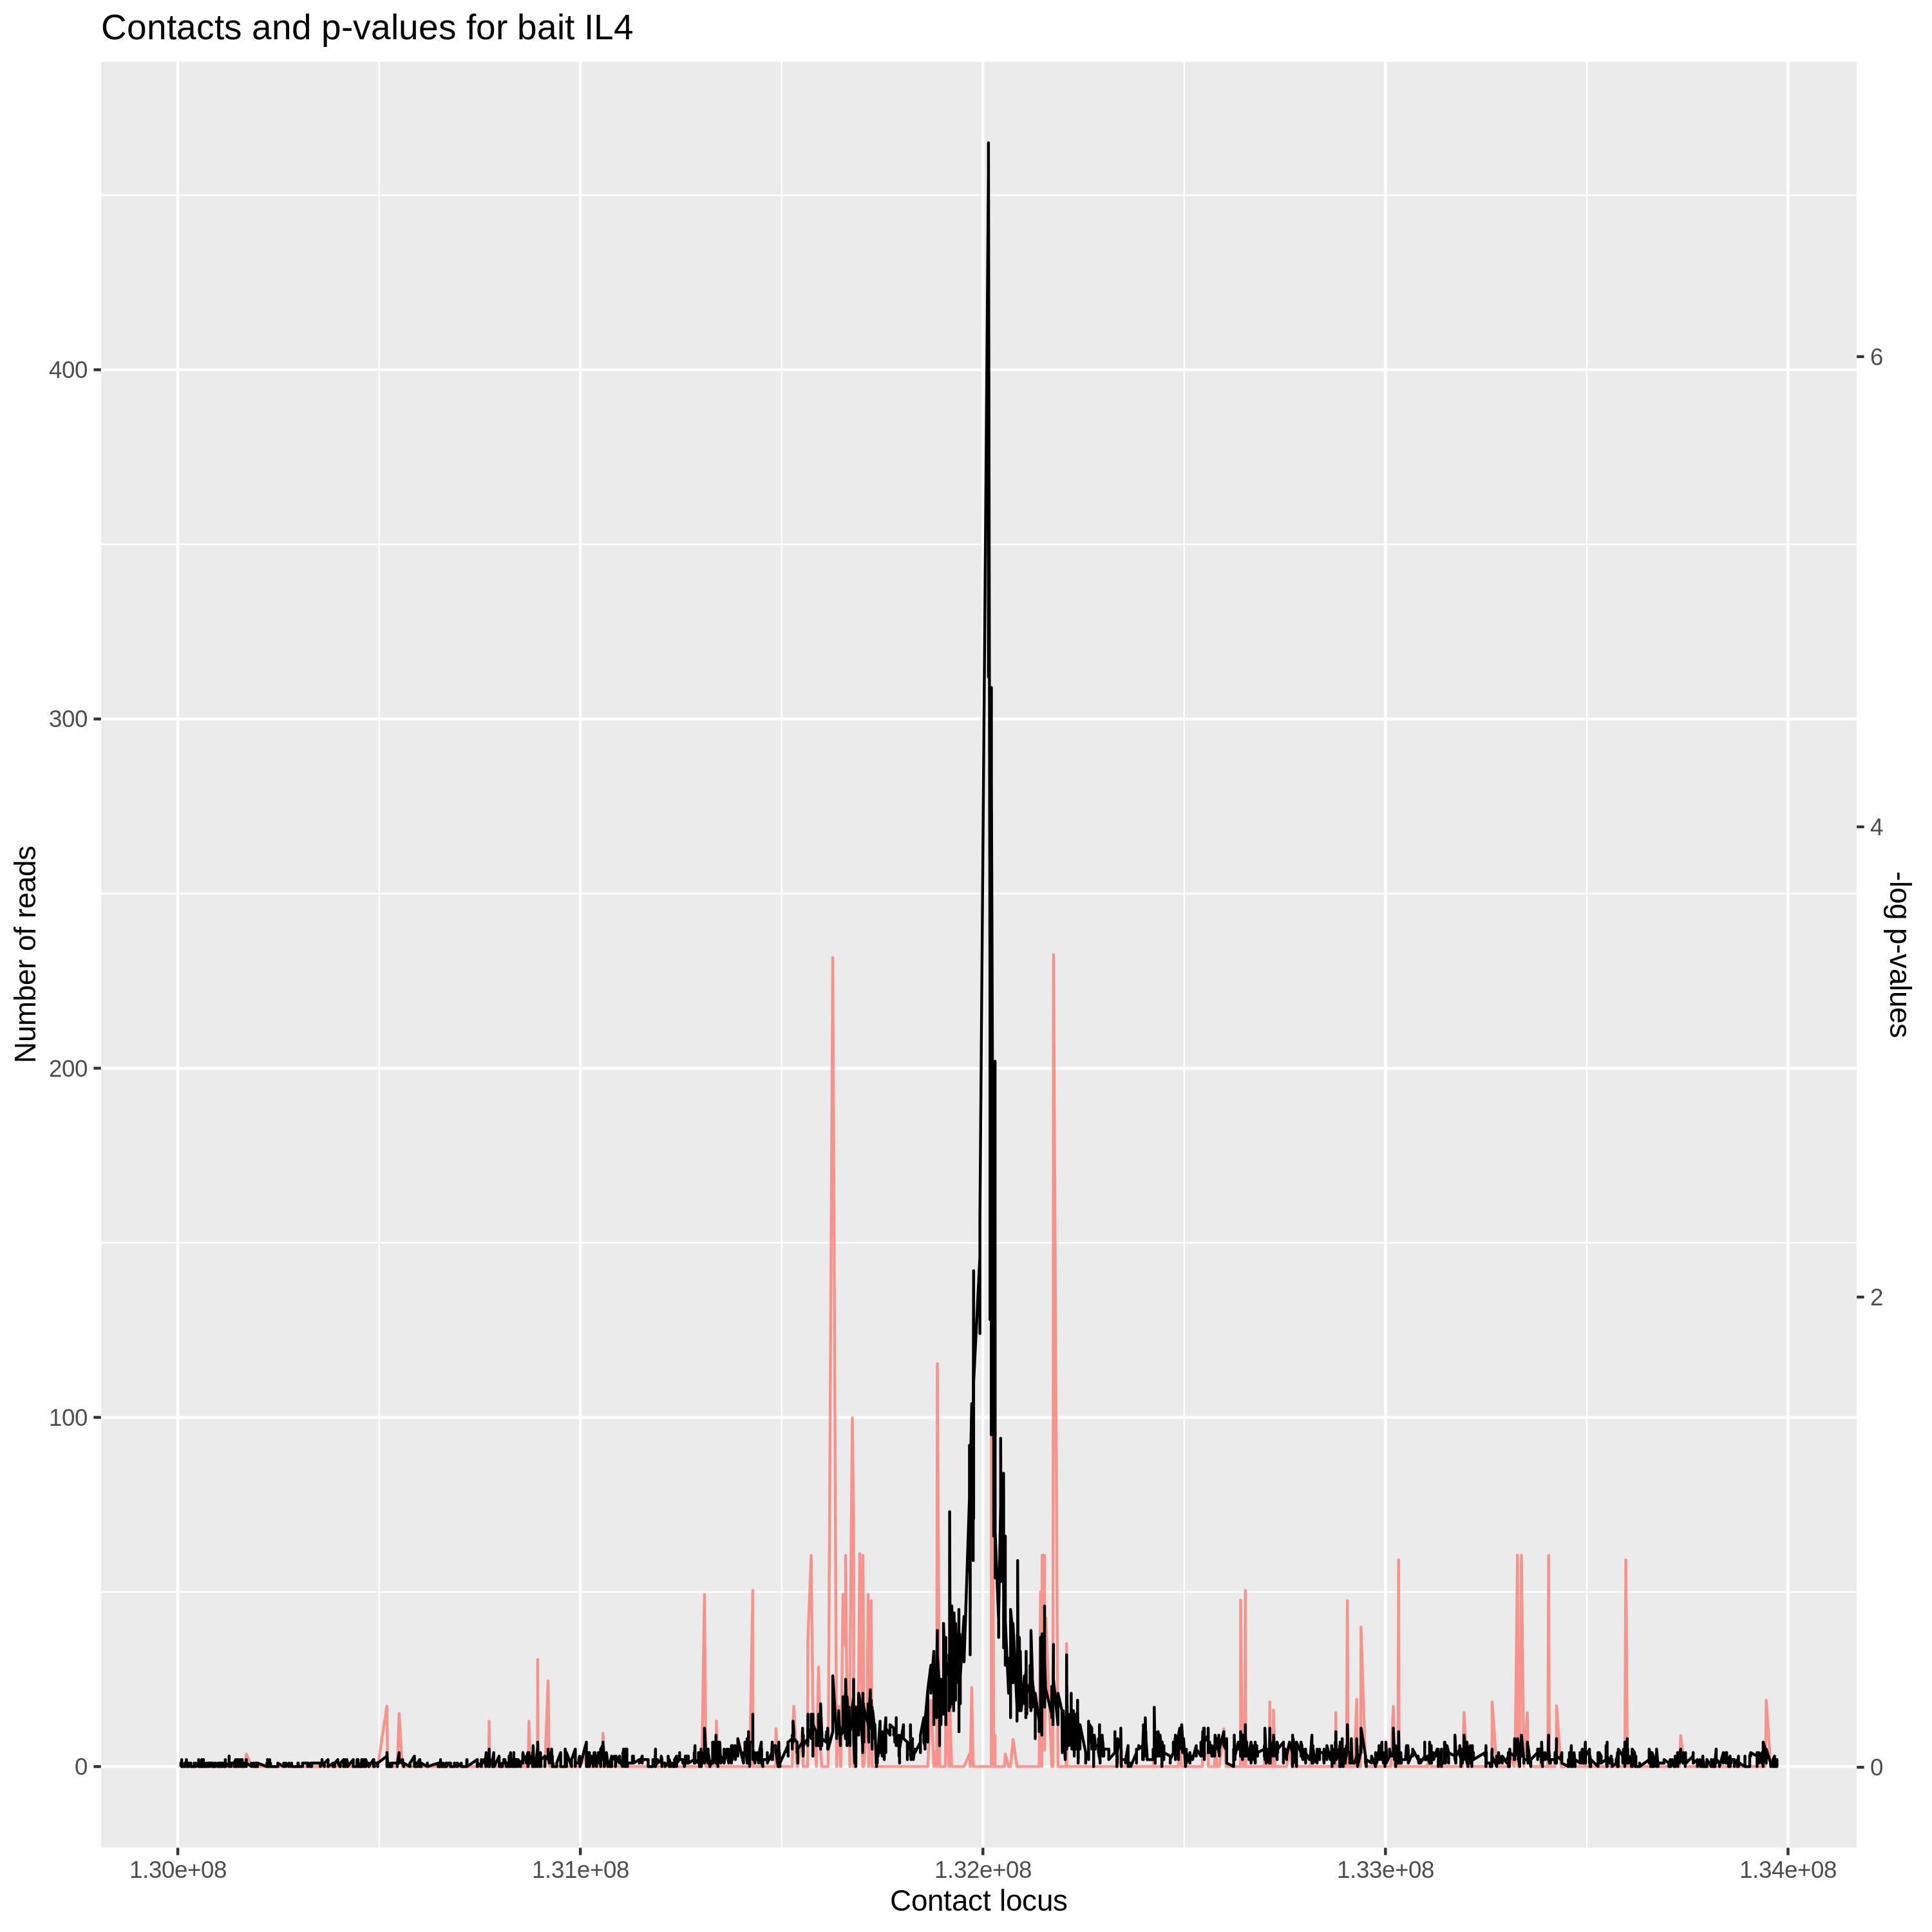 Contacts and p-values for bait IL4
Number of reads
400
300
200
100
0
6
4
2
0
-log p-values
1.30e+08
1.31e+08
1.32e+08
1.33e+08
1.34e+08
Contact locus